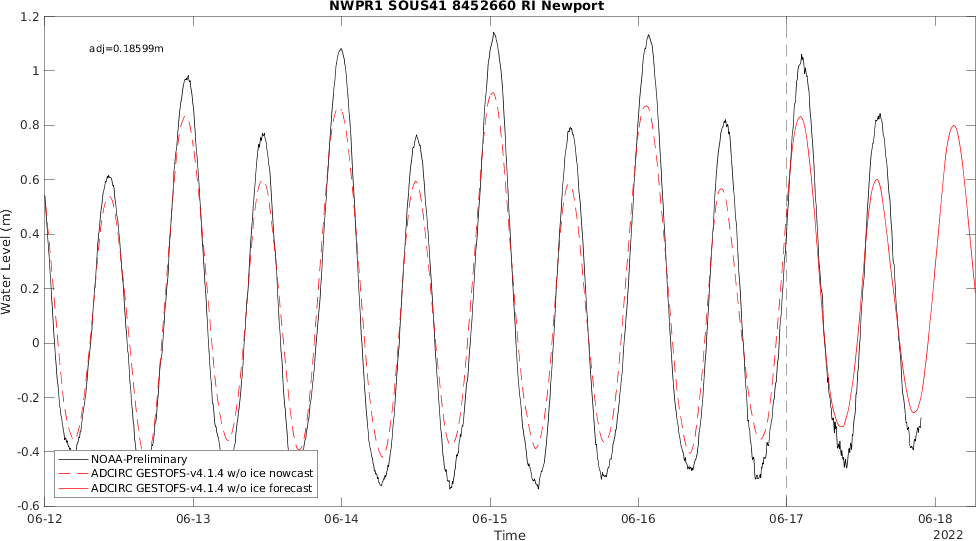 NWPR1 SOUS41 8452660 RI Newport
1.2
adj=0.18599m
1
0.8
0.6
0.4
0.2
0
-0.2
-0.4
-0.6
Water Level (m)
NOAA-Preliminary
ADCIRC GESTOFS-v4.1.4 w/o ice nowcast
ADCIRC GESTOFS-v4.1.4 w/o ice forecast
06-12 06-13 06-14 06-15 06-16 06-17 06-18
Time
2022